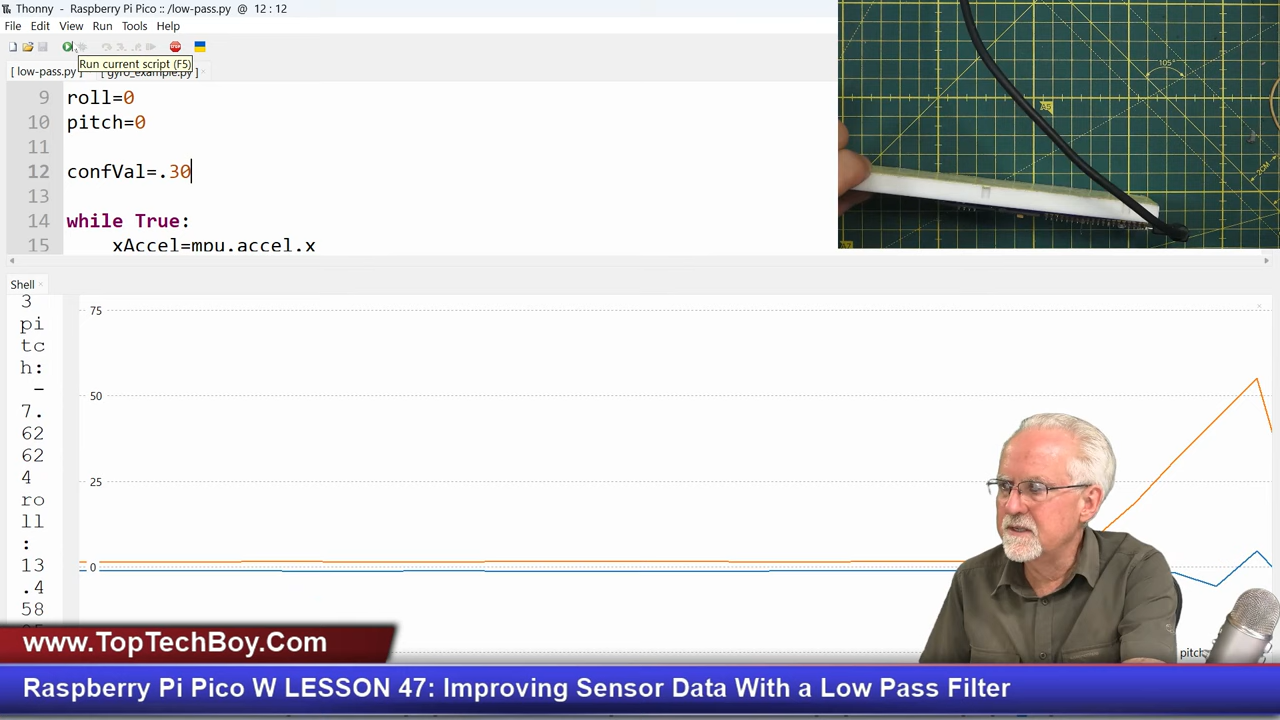 Thonny - Raspberry Pi Pico :: /low-pass.py @ 12 : 12
File Edit View Run Tools Help
Run current script (F5)
[ low-pass.py ] [ gyro_example.py ]
9 roll=0
10 pitch=0
11
12 confVal=.30
13
14 while True:
15 xAccel=mpu.accel.x
105°
Shell
3
pi
tc
h:
-
7.
62
62
4
ro
ll
:
13
.4
58
75
50
25
0
pitch
www.TopTechBoy.Com
Raspberry Pi Pico W LESSON 47: Improving Sensor Data With a Low Pass Filter